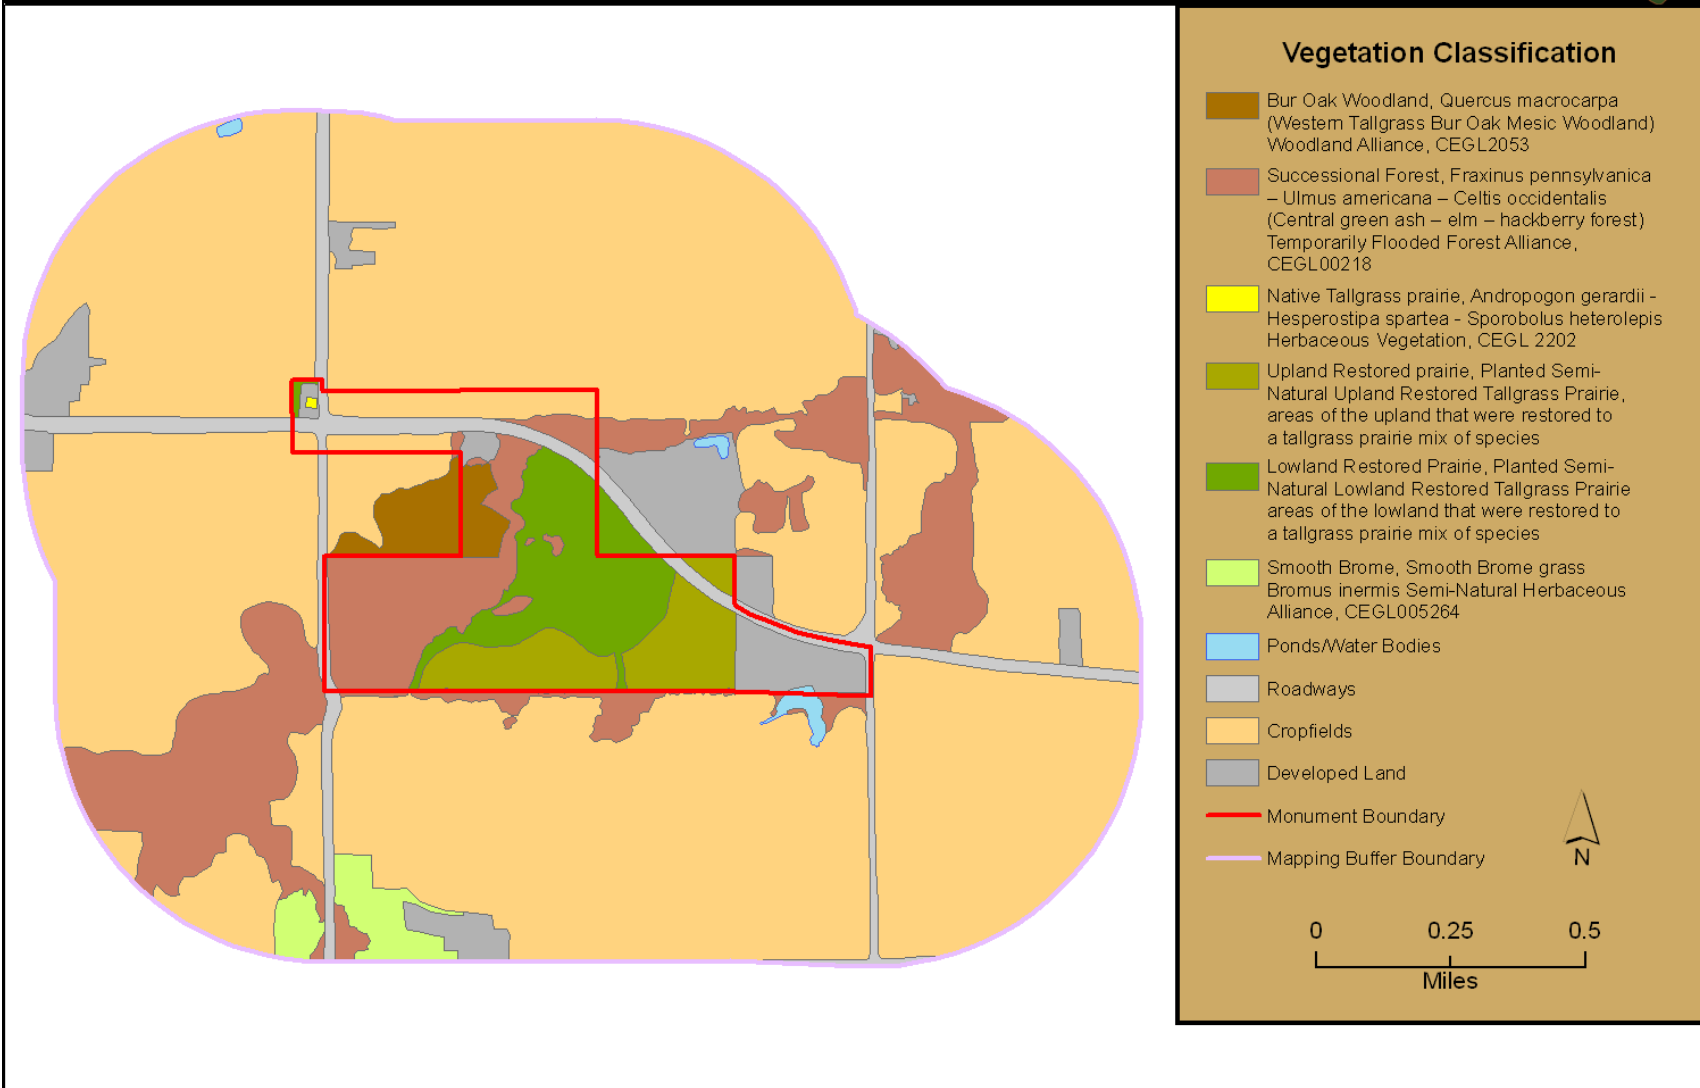 Vegetation Classification
Bur Oak Woodland, Quercus macrocarpa
(Western Tallgrass Bur Oak Mesic Woodland)
Woodland Alliance, CEGL2053
Successional Forest, Fraxinus pennsylvanica
– Ulmus americana – Celtis occidentalis
(Central green ash – elm – hackberry forest)
Temporarily Flooded Forest Alliance,
CEGL00218
Native Tallgrass prairie, Andropogon gerardii -
Hesperostipa spartea - Sporobolus heterolepis
Herbaceous Vegetation, CEGL 2202
Upland Restored prairie, Planted Semi-
Natural Upland Restored Tallgrass Prairie,
areas of the upland that were restored to
a tallgrass prairie mix of species
Lowland Restored Prairie, Planted Semi-
Natural Lowland Restored Tallgrass Prairie
areas of the lowland that were restored to
a tallgrass prairie mix of species
Smooth Brome, Smooth Brome grass
Bromus inermis Semi-Natural Herbaceous
Alliance, CEGL005264
Ponds/Water Bodies
Roadways
Cropfields
Developed Land
Monument Boundary
Mapping Buffer Boundary
N
0 0.25 0.5
Miles